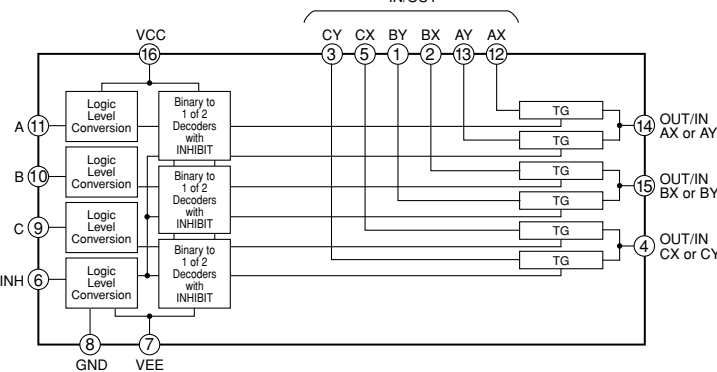 IN/OUT
VCC
CY CX BY BX AY AX
16
3 5 1 2 13 12
Logic
Level
Conversion
Binary to
1 of 2
Decoders
with
INHIBIT
TG
A 11
14
OUT/IN
AX or AY
TG
Logic
Level
Conversion
B 10
Binary to
1 of 2
Decoders
with
INHIBIT
TG
15
OUT/IN
BX or BY
TG
Logic
Level
Conversion
C 9
TG
4
OUT/IN
CX or CY
Binary to
1 of 2
Decoders
with
INHIBIT
TG
Logic
Level
Conversion
INH 6
8
7
GND
VEE